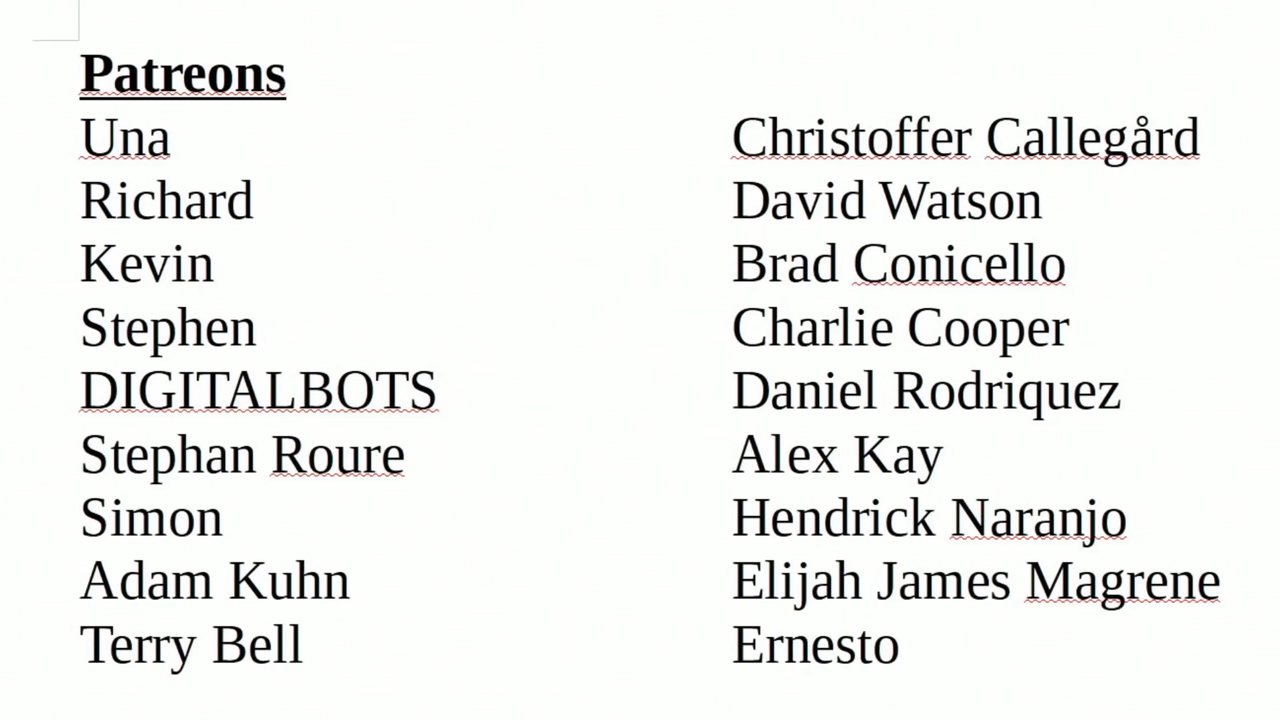 Patreons
Una
Richard
Kevin
Stephen
DIGITALBOTS
Stephan Roure
Simon
Adam Kuhn
Terry Bell
Christoffer Callegård
David Watson
Brad Conicello
Charlie Cooper
Daniel Rodriquez
Alex Kay
Hendrick Naranjo
Elijah James Magrene
Ernesto